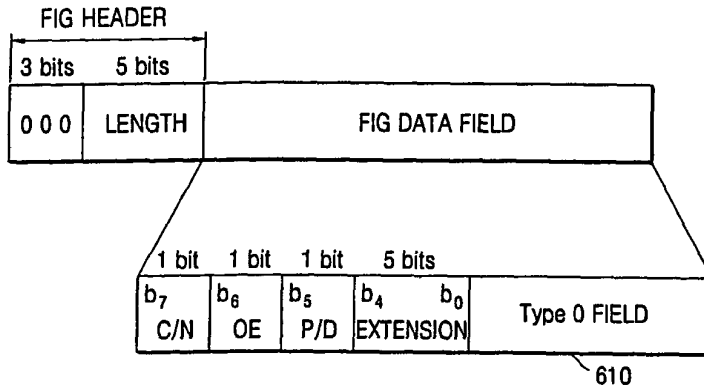 FIG HEADER
3 bits 5 bits
0 0 0 LENGTH FIG DATA FIELD
1 bit 1 bit 1 bit 5 bits
b7 b6 b5 b4 b0
C/N OE P/D EXTENSION Type 0 FIELD
610